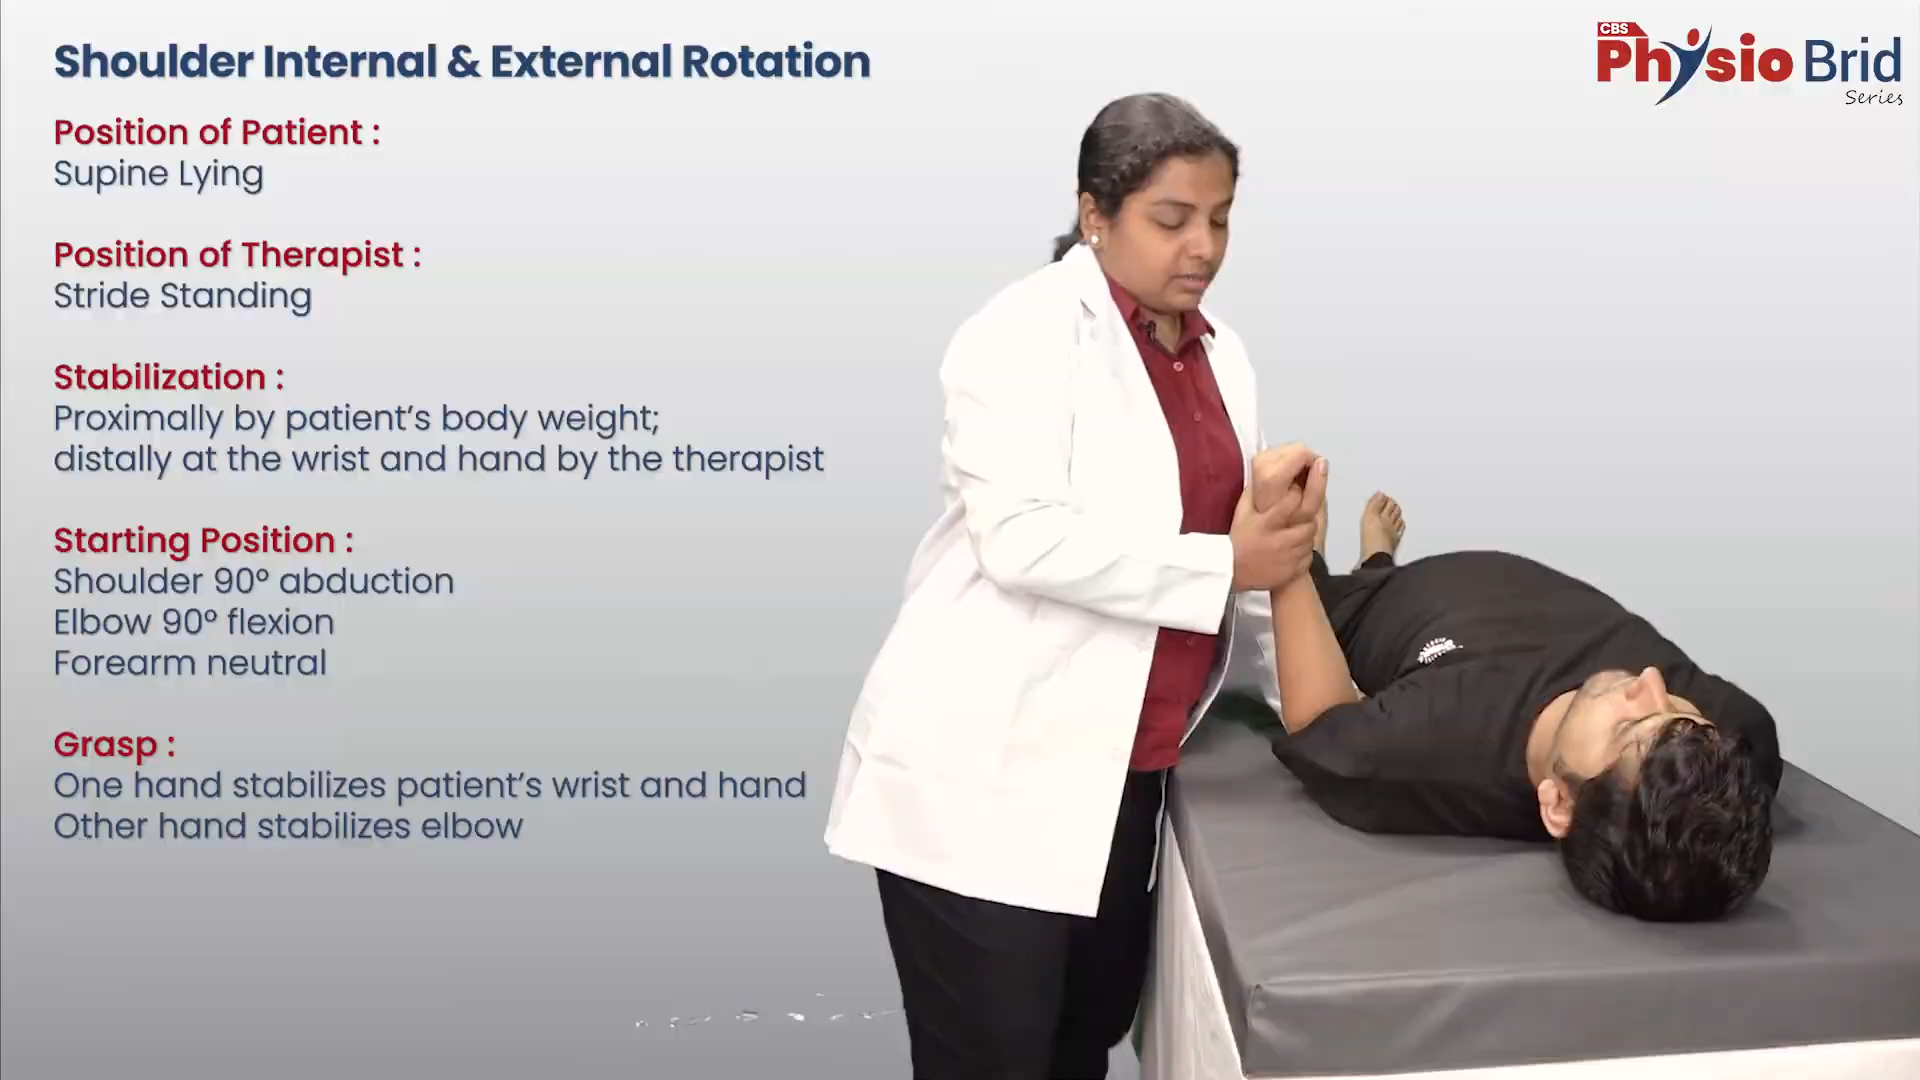 Shoulder Internal & External Rotation
CBS
Physio Brid
Series
Position of Patient :
Supine Lying
Position of Therapist :
Stride Standing
Stabilization :
Proximally by patient’s body weight;
distally at the wrist and hand by the therapist
Starting Position :
Shoulder 90° abduction
Elbow 90° flexion
Forearm neutral
Grasp :
One hand stabilizes patient’s wrist and hand
Other hand stabilizes elbow